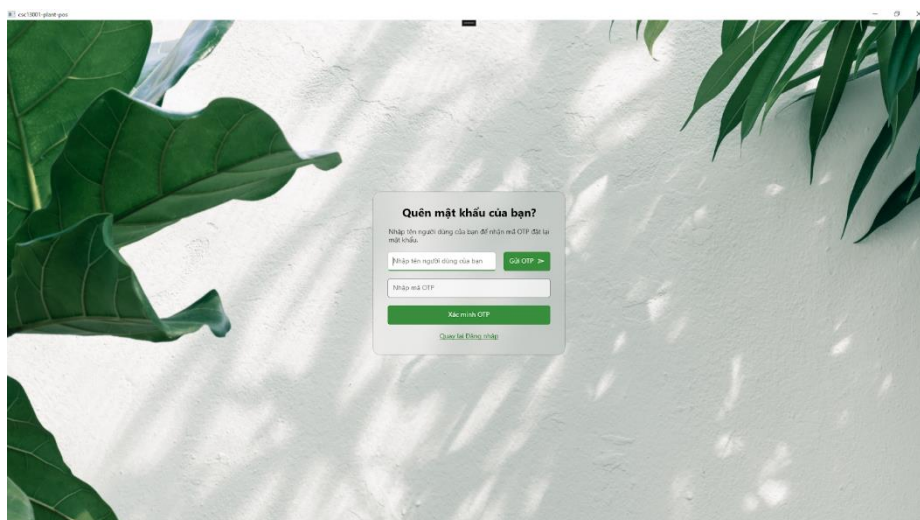 csc13001-plant-pos
Quên mật khẩu của bạn?
Nhập tên người dùng của bạn để nhận mã OTP đặt lại
mật khẩu.
Nhập tên người dùng của bạn
Gửi OTP
Nhập mã OTP
Xác minh OTP
Quay lại Đăng nhập